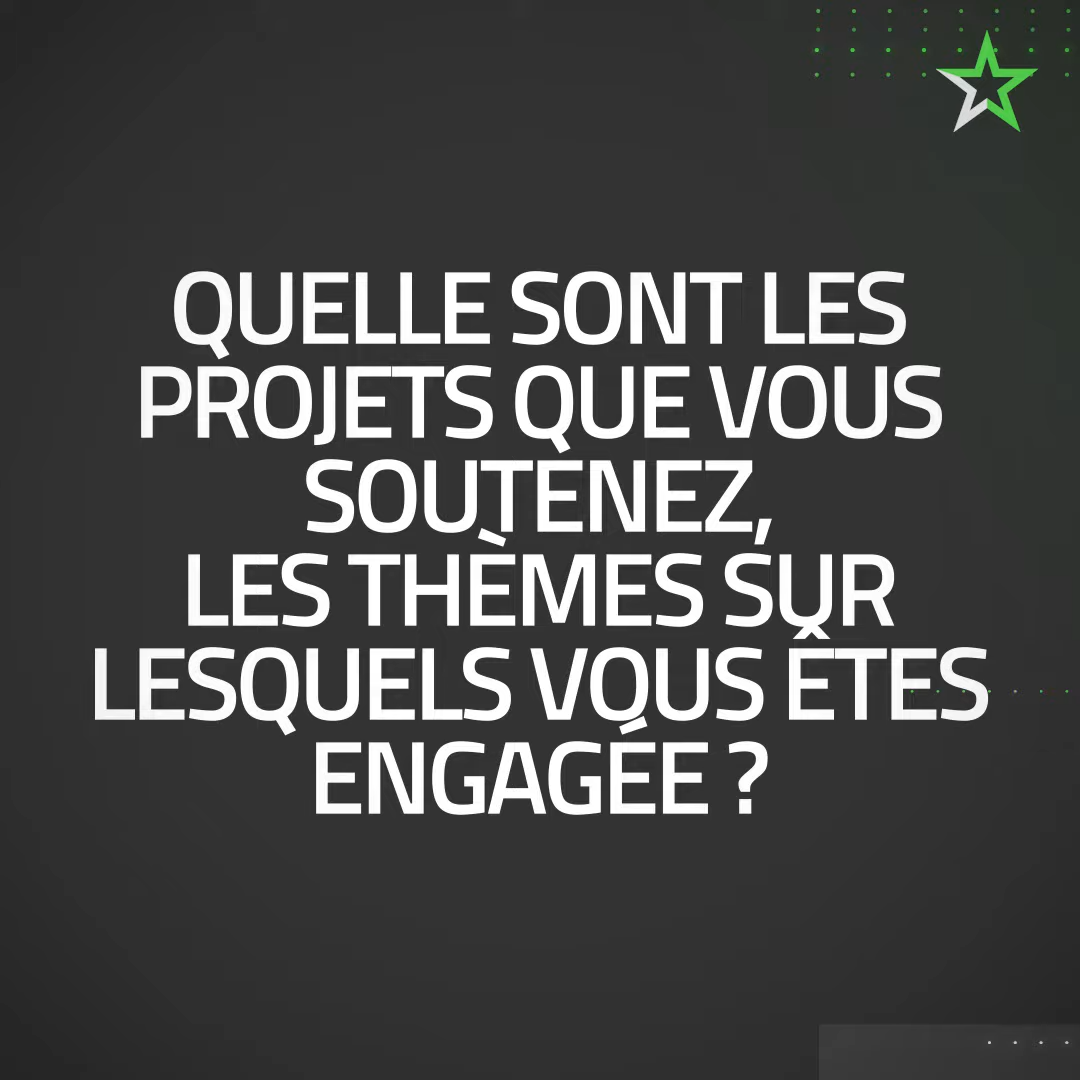 QUELLE SONT LES
PROJETS QUE VOUS
SOUTENEZ,
LES THÈMES SUR
LESQUELS VOUS ÊTES
ENGAGÉE ?